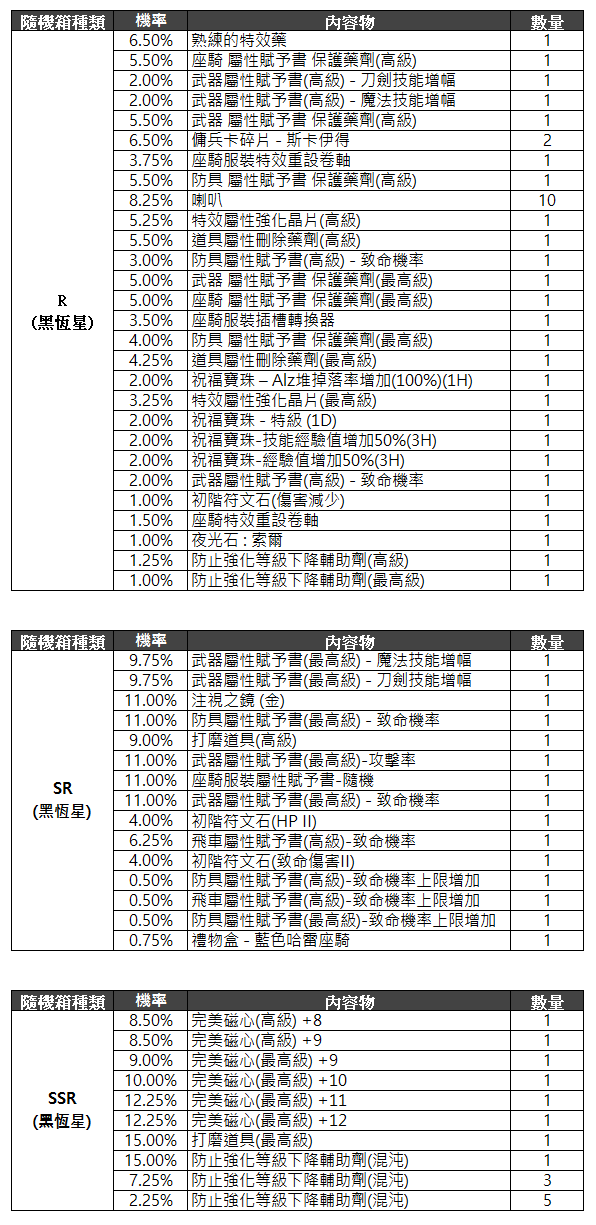 隨機箱種類 機率 內容物 數量
6.50% 熟練的特效藥 1
5.50% 座騎 屬性賦予書 保護藥劑(高級) 1
2.00% 武器屬性賦予書(高級) - 刀劍技能增幅 1
2.00% 武器屬性賦予書(高級) - 魔法技能增幅 1
5.50% 武器 屬性賦予書 保護藥劑(高級) 1
6.50% 傭兵卡碎片 - 斯卡伊得 2
3.75% 座騎服裝特效重設卷軸 1
5.50% 防具 屬性賦予書 保護藥劑(高級) 1
8.25% 喇叭 10
5.25% 特效屬性強化晶片(高級) 1
5.50% 道具屬性刪除藥劑(高級) 1
3.00% 防具屬性賦予書(高級) - 致命機率 1
5.00% 武器 屬性賦予書 保護藥劑(最高級) 1
R
(黑恆星)
5.00% 座騎 屬性賦予書 保護藥劑(最高級) 1
3.50% 座騎服裝插槽轉換器 1
4.00% 防具 屬性賦予書 保護藥劑(最高級) 1
4.25% 道具屬性刪除藥劑(最高級) 1
2.00% 祝福寶珠 – Alz堆掉落率增加(100%)(1H) 1
3.25% 特效屬性強化晶片(最高級) 1
2.00% 祝福寶珠 - 特級 (1D) 1
2.00% 祝福寶珠-技能經驗值增加50%(3H) 1
2.00% 祝福寶珠-經驗值增加50%(3H) 1
2.00% 武器屬性賦予書(高級) - 致命機率 1
1.00% 初階符文石(傷害減少) 1
1.50% 座騎特效重設卷軸 1
1.00% 夜光石 : 索爾 1
1.25% 防止強化等級下降輔助劑(高級) 1
1.00% 防止強化等級下降輔助劑(最高級) 1
隨機箱種類 機率 內容物 數量
9.75% 武器屬性賦予書(最高級) - 魔法技能增幅 1
9.75% 武器屬性賦予書(最高級) - 刀劍技能增幅 1
11.00% 注視之鏡 (金) 1
11.00% 防具屬性賦予書(最高級) - 致命機率 1
9.00% 打磨道具(高級) 1
11.00% 武器屬性賦予書(最高級)-攻擊率 1
SR
(黑恆星)
11.00% 座騎服裝屬性賦予書-隨機 1
11.00% 武器屬性賦予書(最高級) - 致命機率 1
4.00% 初階符文石(HP II) 1
6.25% 飛車屬性賦予書(高級)-致命機率 1
4.00% 初階符文石(致命傷害II) 1
0.50% 防具屬性賦予書(高級)-致命機率上限增加 1
0.50% 飛車屬性賦予書(高級)-致命機率上限增加 1
0.50% 防具屬性賦予書(最高級)-致命機率上限增加 1
0.75% 禮物盒 - 藍色哈雷座騎 1
隨機箱種類 機率 內容物 數量
8.50% 完美磁心(高級) +8 1
8.50% 完美磁心(高級) +9 1
9.00% 完美磁心(最高級) +9 1
10.00% 完美磁心(最高級) +10 1
SSR
(黑恆星)
12.25% 完美磁心(最高級) +11 1
12.25% 完美磁心(最高級) +12 1
15.00% 打磨道具(最高級) 1
15.00% 防止強化等級下降輔助劑(混沌) 1
7.25% 防止強化等級下降輔助劑(混沌) 3
2.25% 防止強化等級下降輔助劑(混沌) 5